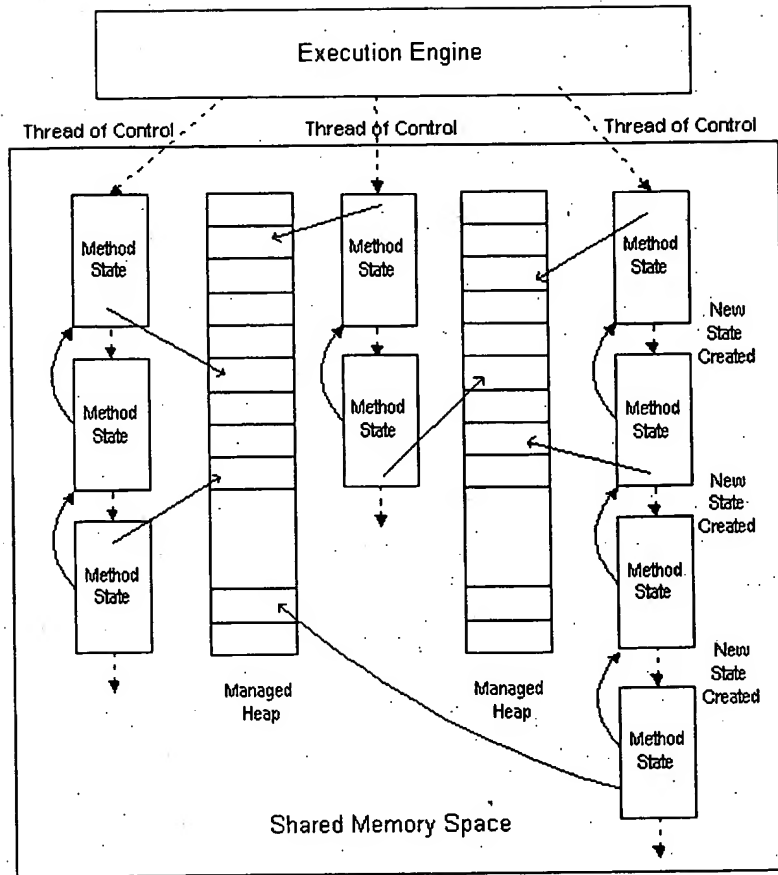 Execution Engine
Thread of Control
Thread of Control
Thread of Control
Method
State
Method
State
Method
State
New
State
Created
Method
State
Method
State
Method
State
New
State
Created
Method
State
Method
State
New
State
Created
Managed
Heap
Managed
Heap
Method
State
Shared Memory Space